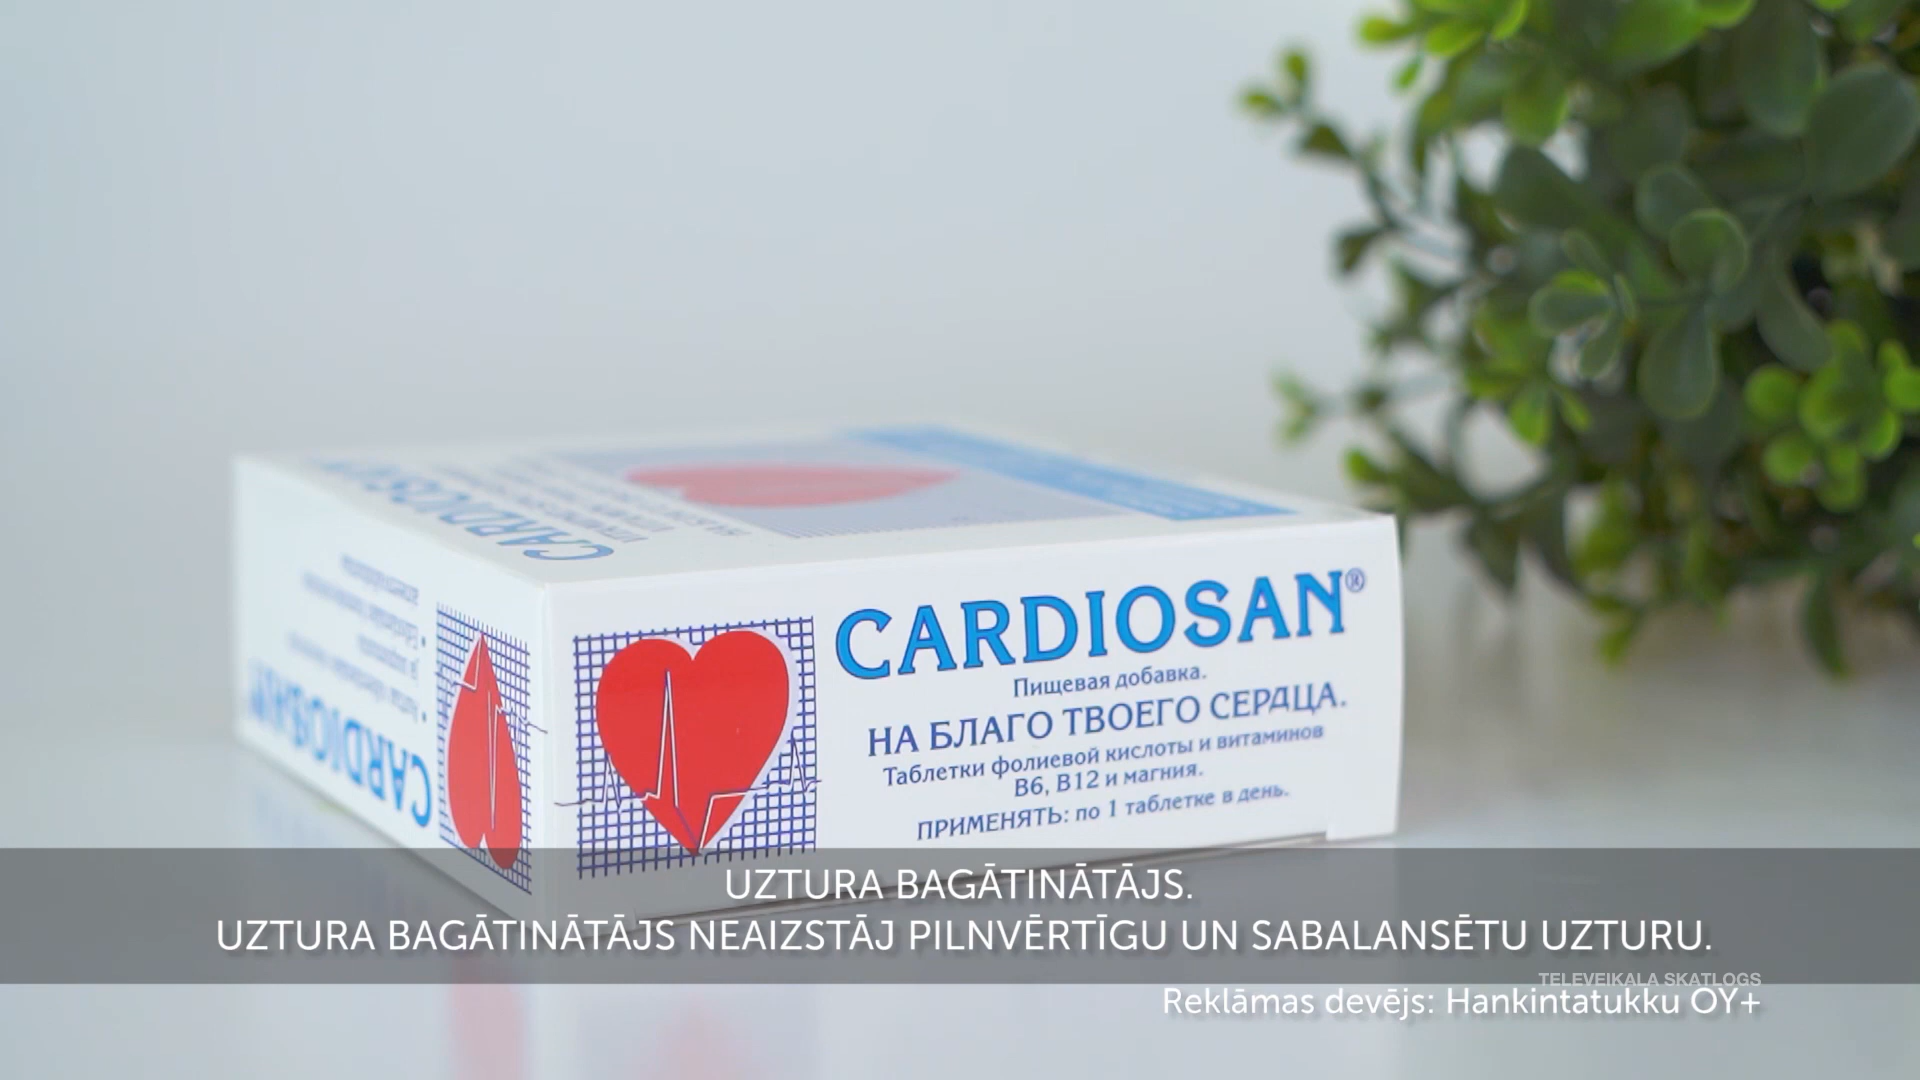 CARDIOSAN®
Пищевая добавка.
НА БЛАГО ТВОЕГО СЕРДЦА.
Таблетки фолиевой кислоты и витаминов
B6, B12 и магния.
ПРИМЕНЯТЬ: по 1 таблетке в день.
CARDIOSAN
CARDIOSAN
UZTURA BAGĀTINĀTĀJS.
UZTURA BAGĀTINĀTĀJS NEAIZSTĀJ PILNVĒRTĪGU UN SABALANSĒTU UZTURU.
TELEVEIKALA SKATLOGS
Reklāmas devējs: Hankintatukku OY+